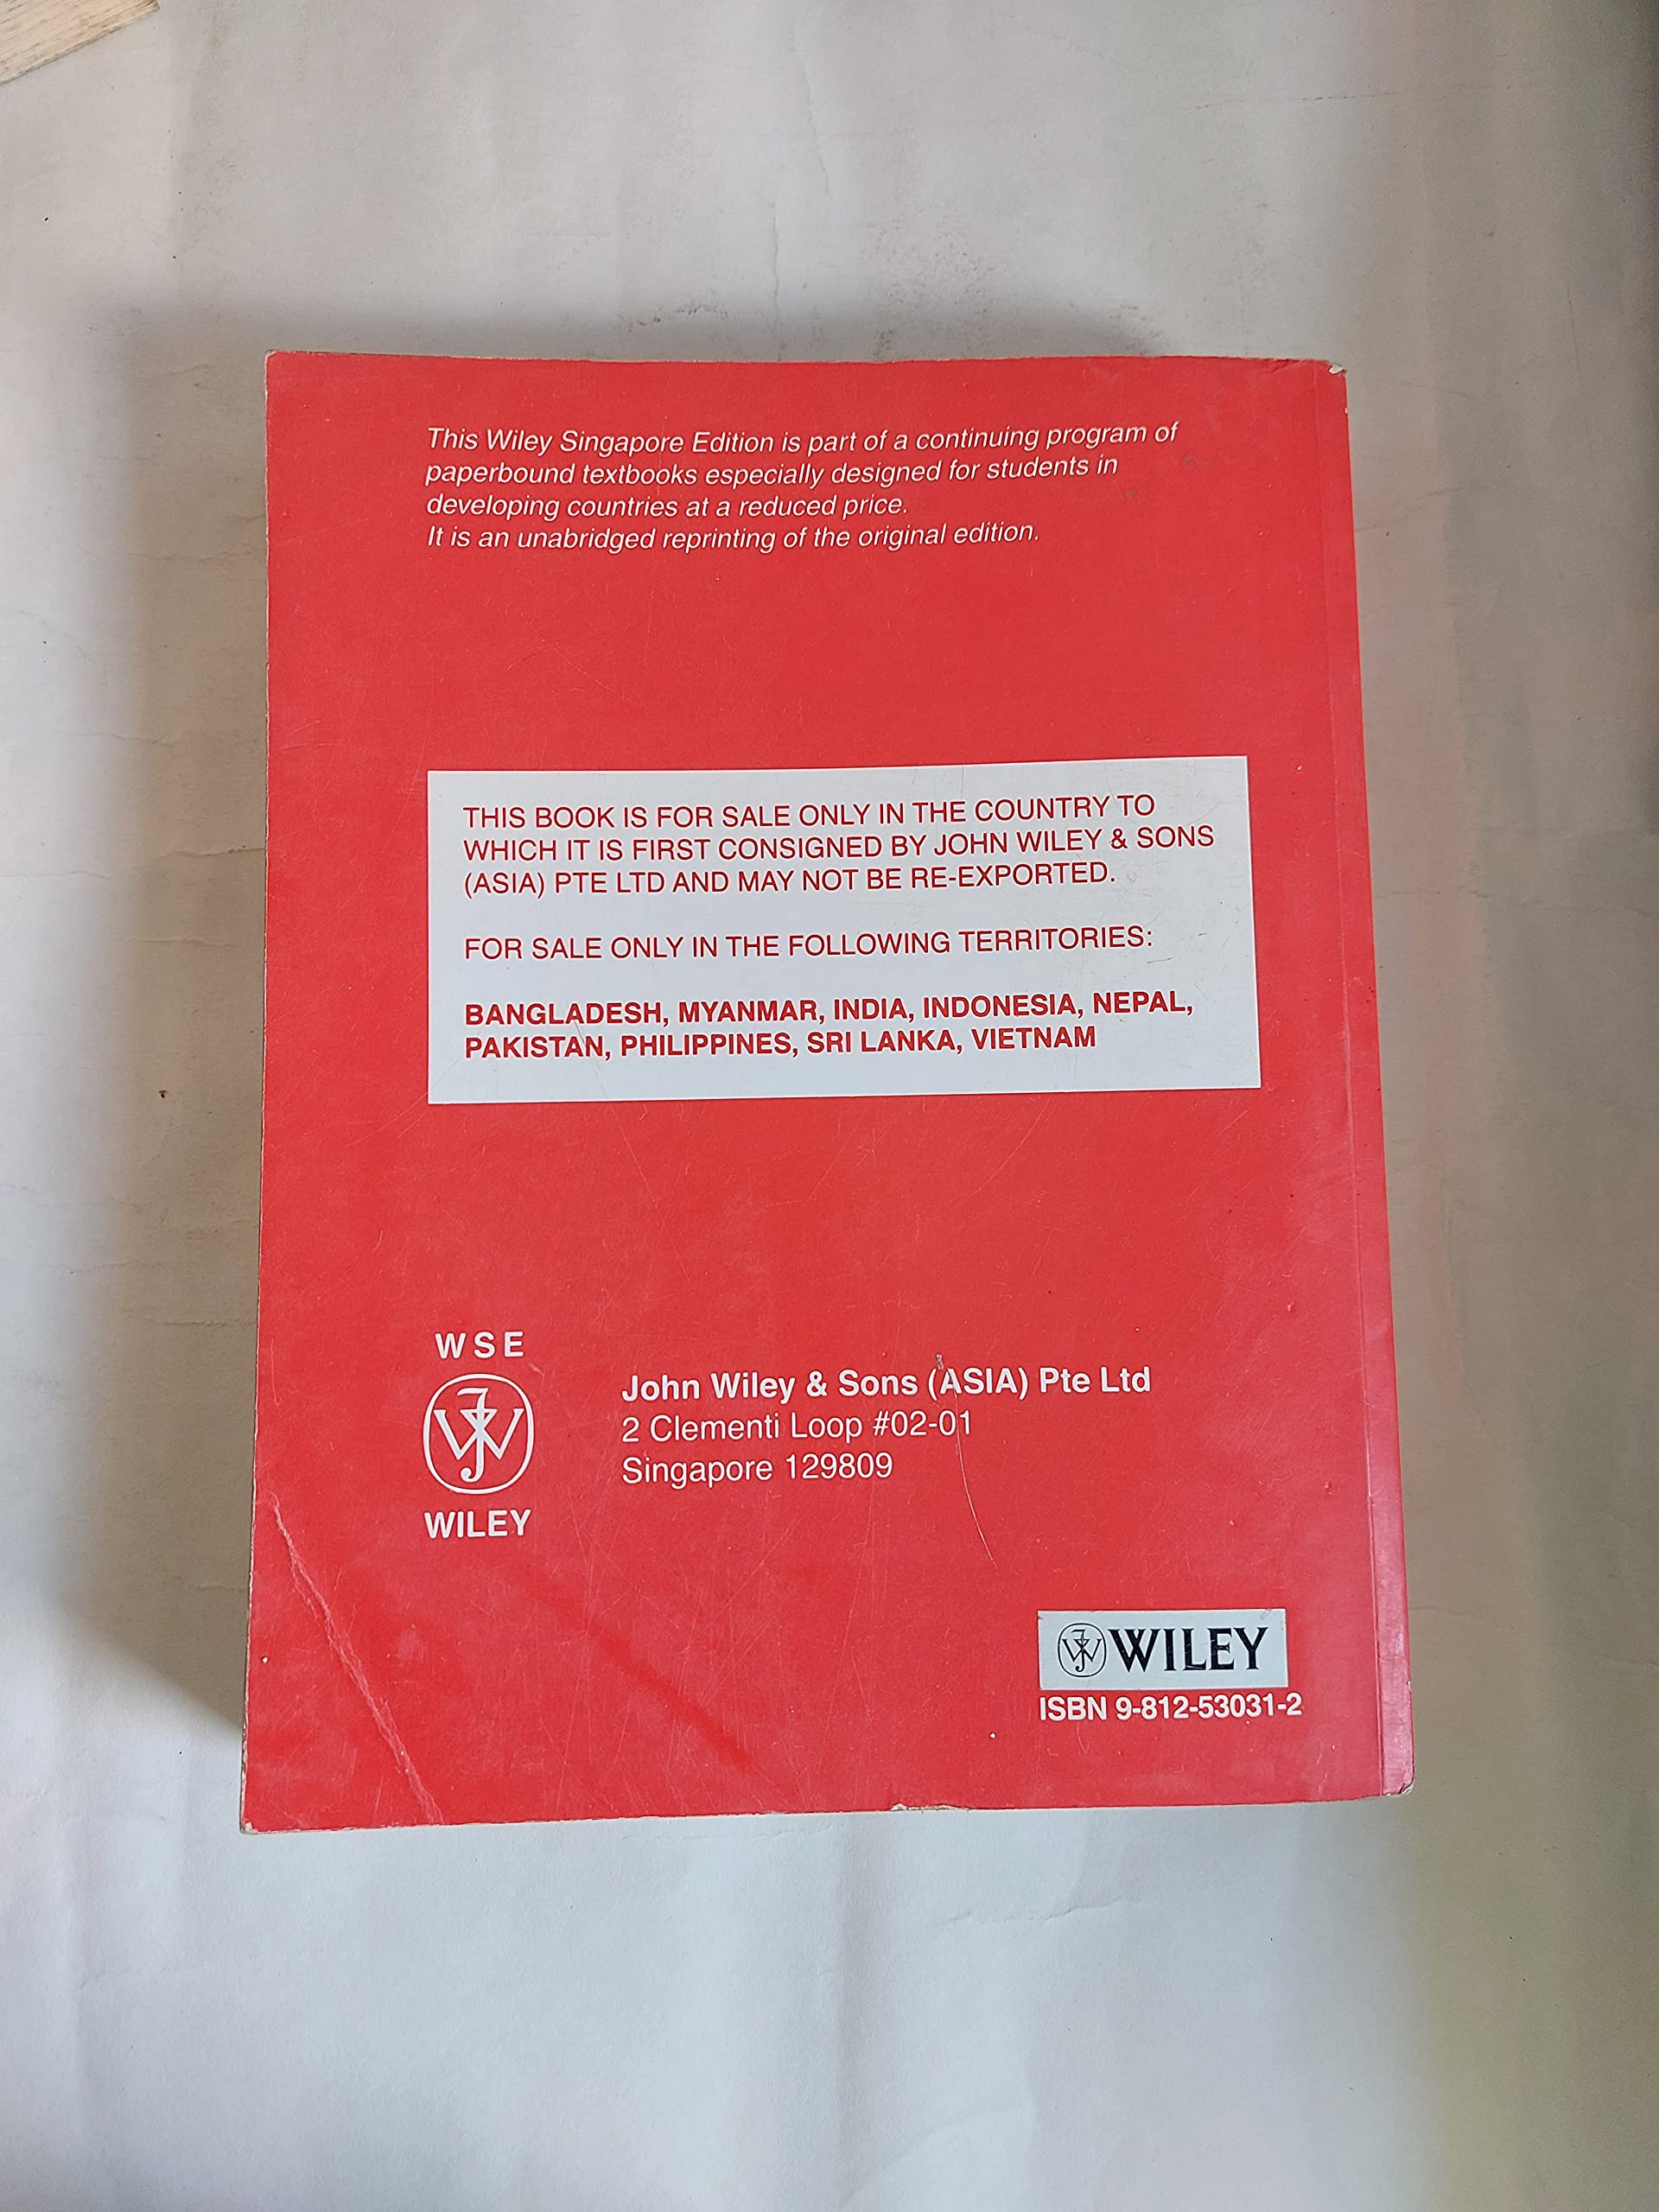 This Wiley Singapore Edition is part of a continuing program of
paperbound textbooks especially designed for students in
developing countries at a reduced price.
It is an unabridged reprinting of the original edition.
THIS BOOK IS FOR SALE ONLY IN THE COUNTRY TO
WHICH IT IS FIRST CONSIGNED BY JOHN WILEY & SONS
(ASIA) PTE LTD AND MAY NOT BE RE-EXPORTED.
FOR SALE ONLY IN THE FOLLOWING TERRITORIES:
BANGLADESH, MYANMAR, INDIA, INDONESIA, NEPAL,
PAKISTAN, PHILIPPINES, SRI LANKA, VIETNAM
WSE
JW
WILEY
John Wiley & Sons (ASIA) Pte Ltd
2 Clementi Loop #02-01
Singapore 129809
JW WILEY
ISBN 9-812-53031-2